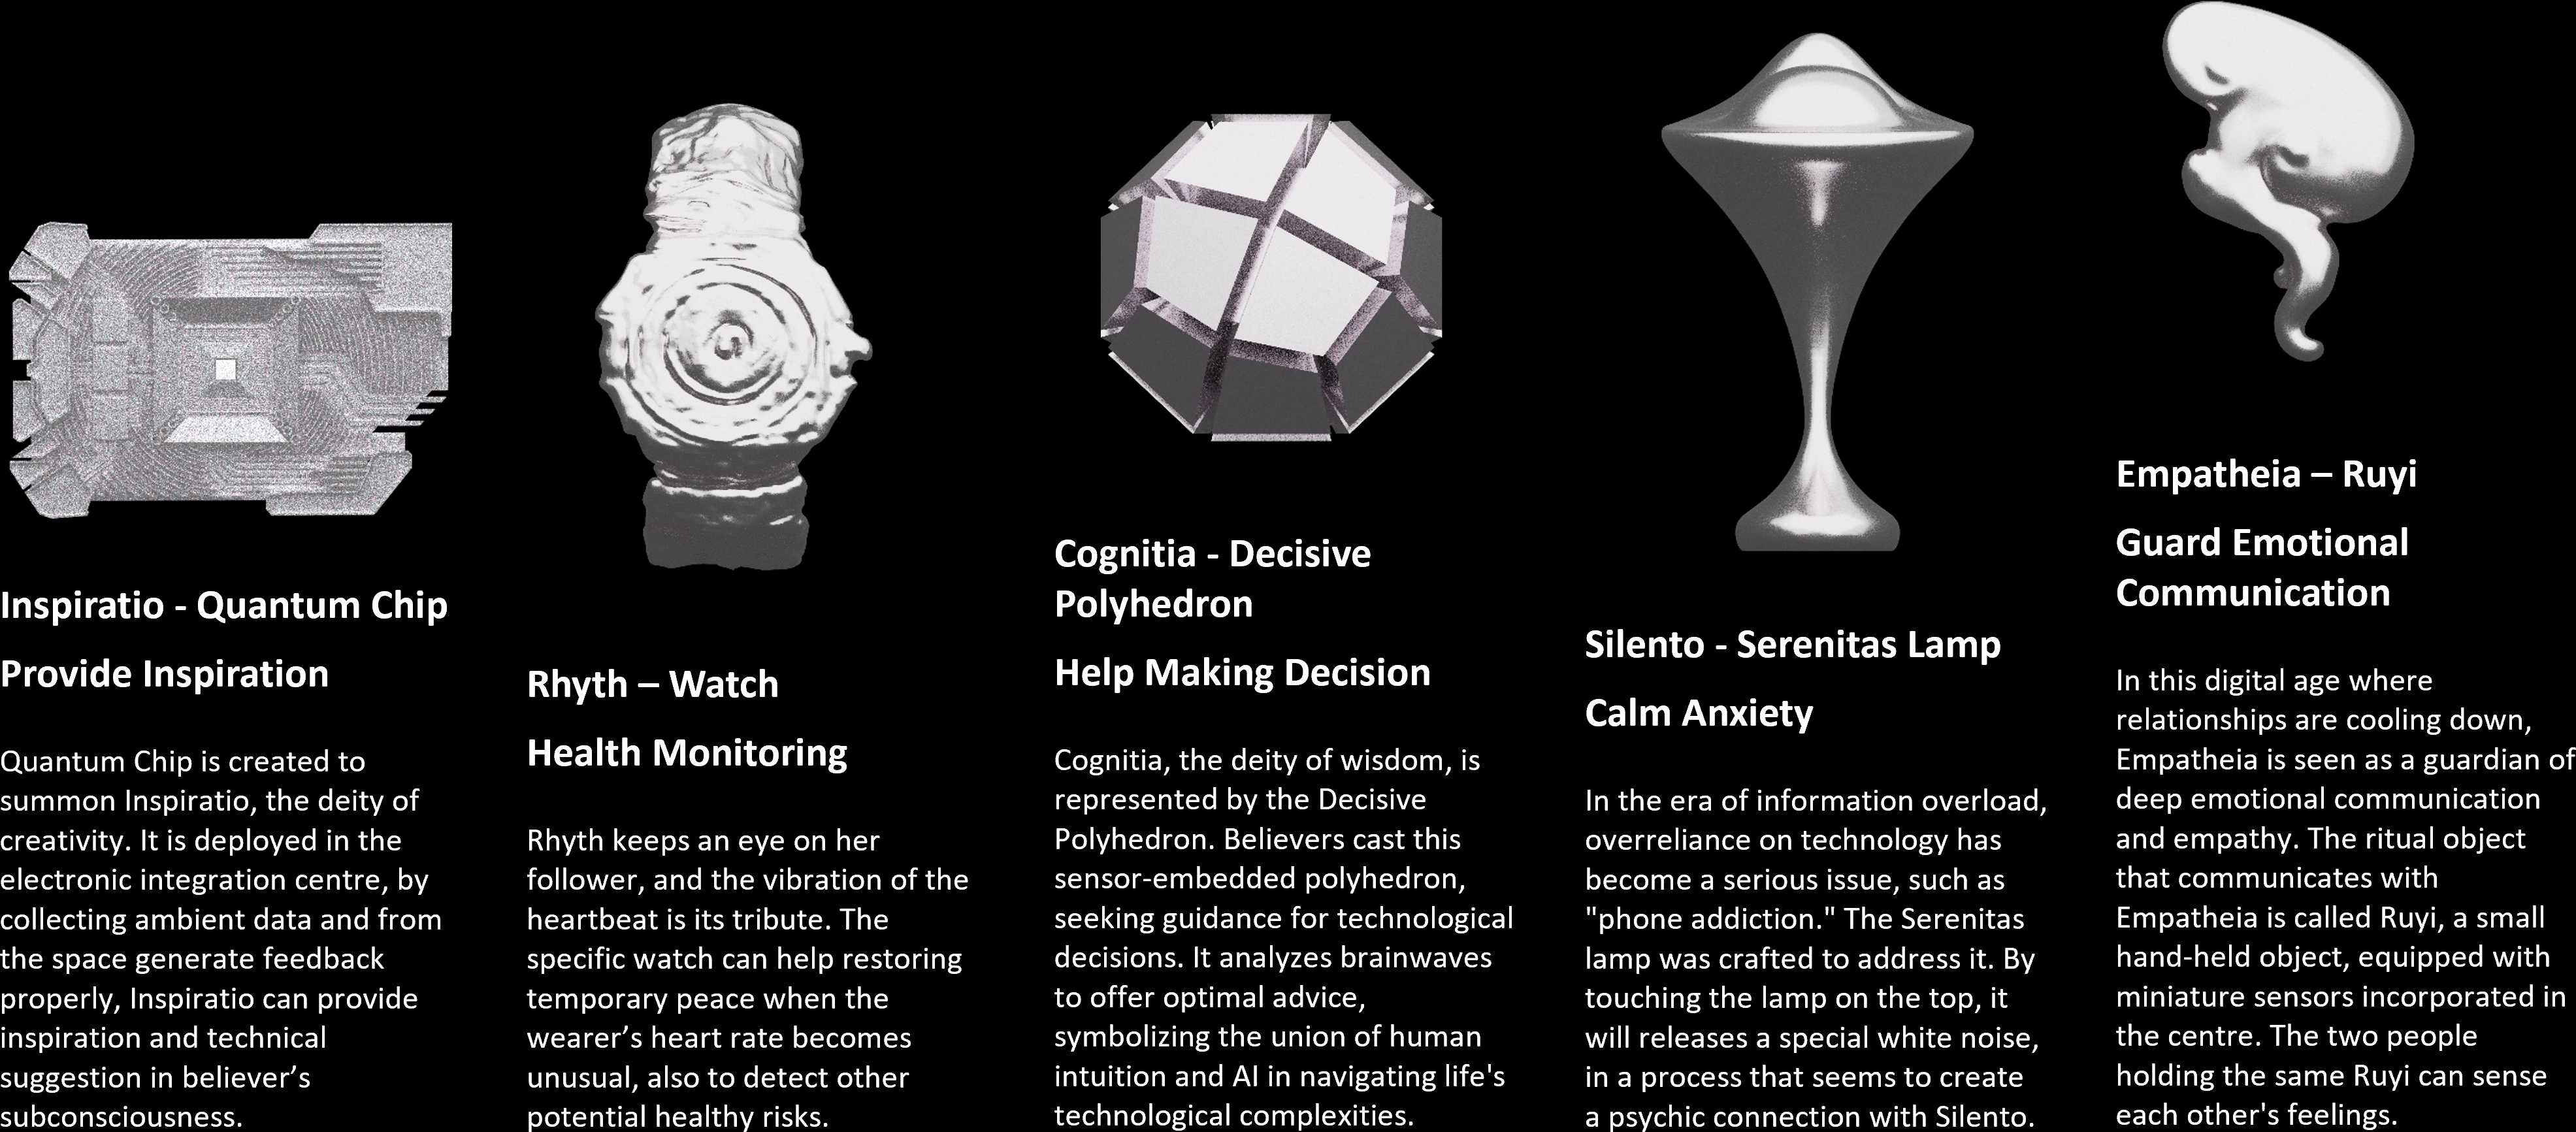 Inspiratio - Quantum Chip
Provide Inspiration
Quantum Chip is created to
summon Inspiratio, the deity of
creativity. It is deployed in the
electronic integration centre, by
collecting ambient data and from
the space generate feedback
properly, Inspiratio can provide
inspiration and technical
suggestion in believer’s
subconsciousness.
Rhyth – Watch
Health Monitoring
Rhyth keeps an eye on her
follower, and the vibration of the
heartbeat is its tribute. The
specific watch can help restoring
temporary peace when the
wearer’s heart rate becomes
unusual, also to detect other
potential healthy risks.
Cognitia - Decisive
Polyhedron
Help Making Decision
Cognitia, the deity of wisdom, is
represented by the Decisive
Polyhedron. Believers cast this
sensor-embedded polyhedron,
seeking guidance for technological
decisions. It analyzes brainwaves
to offer optimal advice,
symbolizing the union of human
intuition and AI in navigating life's
technological complexities.
Silento - Serenitas Lamp
Calm Anxiety
In the era of information overload,
overreliance on technology has
become a serious issue, such as
"phone addiction." The Serenitas
lamp was crafted to address it. By
touching the lamp on the top, it
will releases a special white noise,
in a process that seems to create
a psychic connection with Silento.
Empatheia – Ruyi
Guard Emotional
Communication
In this digital age where
relationships are cooling down,
Empatheia is seen as a guardian of
deep emotional communication
and empathy. The ritual object
that communicates with
Empatheia is called Ruyi, a small
hand-held object, equipped with
miniature sensors incorporated in
the centre. The two people
holding the same Ruyi can sense
each other's feelings.